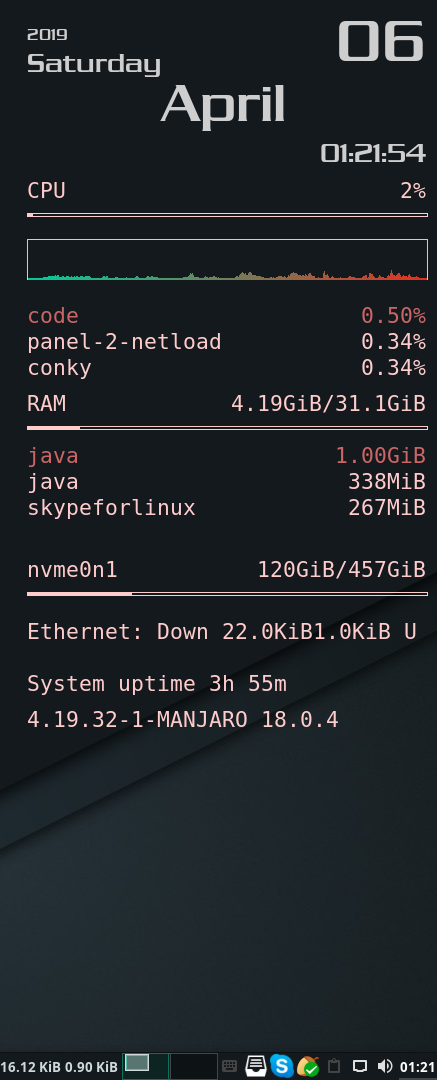 2019
06
Saturday
April
01:21:54
CPU 2%
code 0.50%
panel-2-netload 0.34%
conky 0.34%
RAM 4.19GiB/31.1GiB
java 1.00GiB
java 338MiB
skypeforlinux 267MiB
nvme0n1 120GiB/457GiB
Ethernet: Down 22.0KiB1.0KiB U
System uptime 3h 55m
4.19.32-1-MANJARO 18.0.4
16.12 KiB 0.90 KiB 01:21